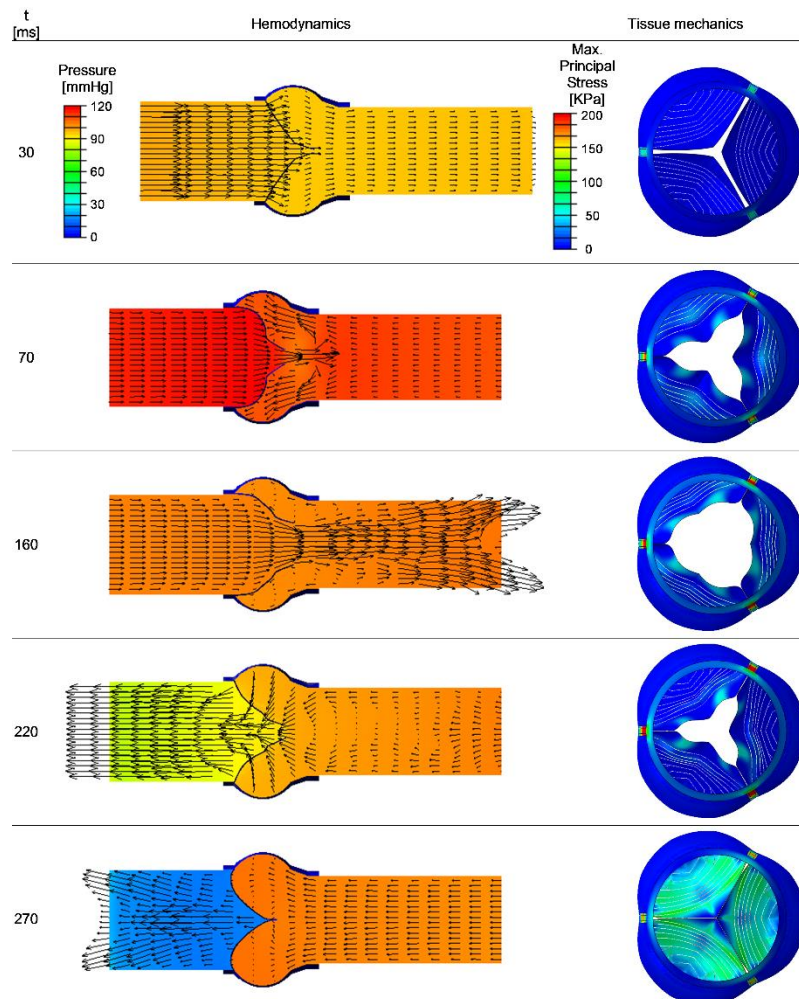 t
[ms]
Hemodynamics
Tissue mechanics
Pressure
[mmHg]
120
90
60
30
0
Max.
Principal
Stress
[KPa]
200
150
100
50
0
30
70
160
220
270